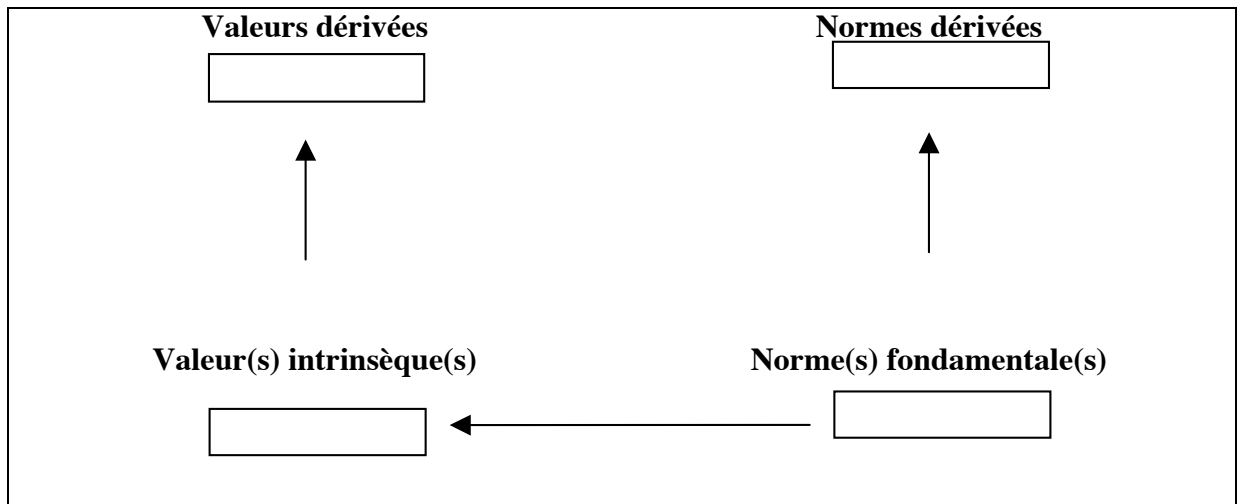 Valeurs dérivées
Normes dérivées
Valeur(s) intrinsèque(s)
Norme(s) fondamentale(s)